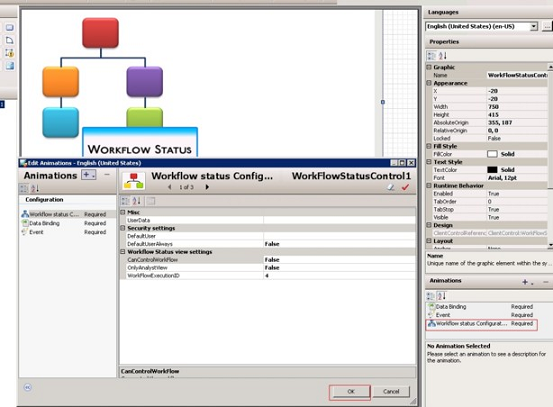 Languages
English (United States) (en-US)
Properties
Graphic
Name WorkFlowStatusCont
Appearance
X -20
Y -20
Width 750
Height 415
AbsoluteOrigin 355, 187
RelativeOrigin 0, 0
Locked False
Fill Style
FillColor Solid
Text Style
TextColor Solid
Font Arial, 12pt
Runtime Behavior
Enabled True
TabOrder 0
TabStop True
Visible True
Design
Layout
Name
Unique name of the graphic element within the sy...
Animations
Data Binding Required
Event Required
Workflow status Configurat... Required
No Animation Selected
Please select an animation to see a description for
the animation.
Workflow Status
Edit Animations - English (United States)
Animations
Configuration
Workflow status C... Required
Data Binding Required
Event Required
Workflow status Config... WorkFlowStatusControl1
1 of 3
Misc
UserData
Security settings
DefaultUser
DefaultUserAlways False
Workflow Status view settings
CanControlWorkflow False
OnlyAnalystView False
WorkflowExecutionID 4
CanControlWorkflow
OK Cancel